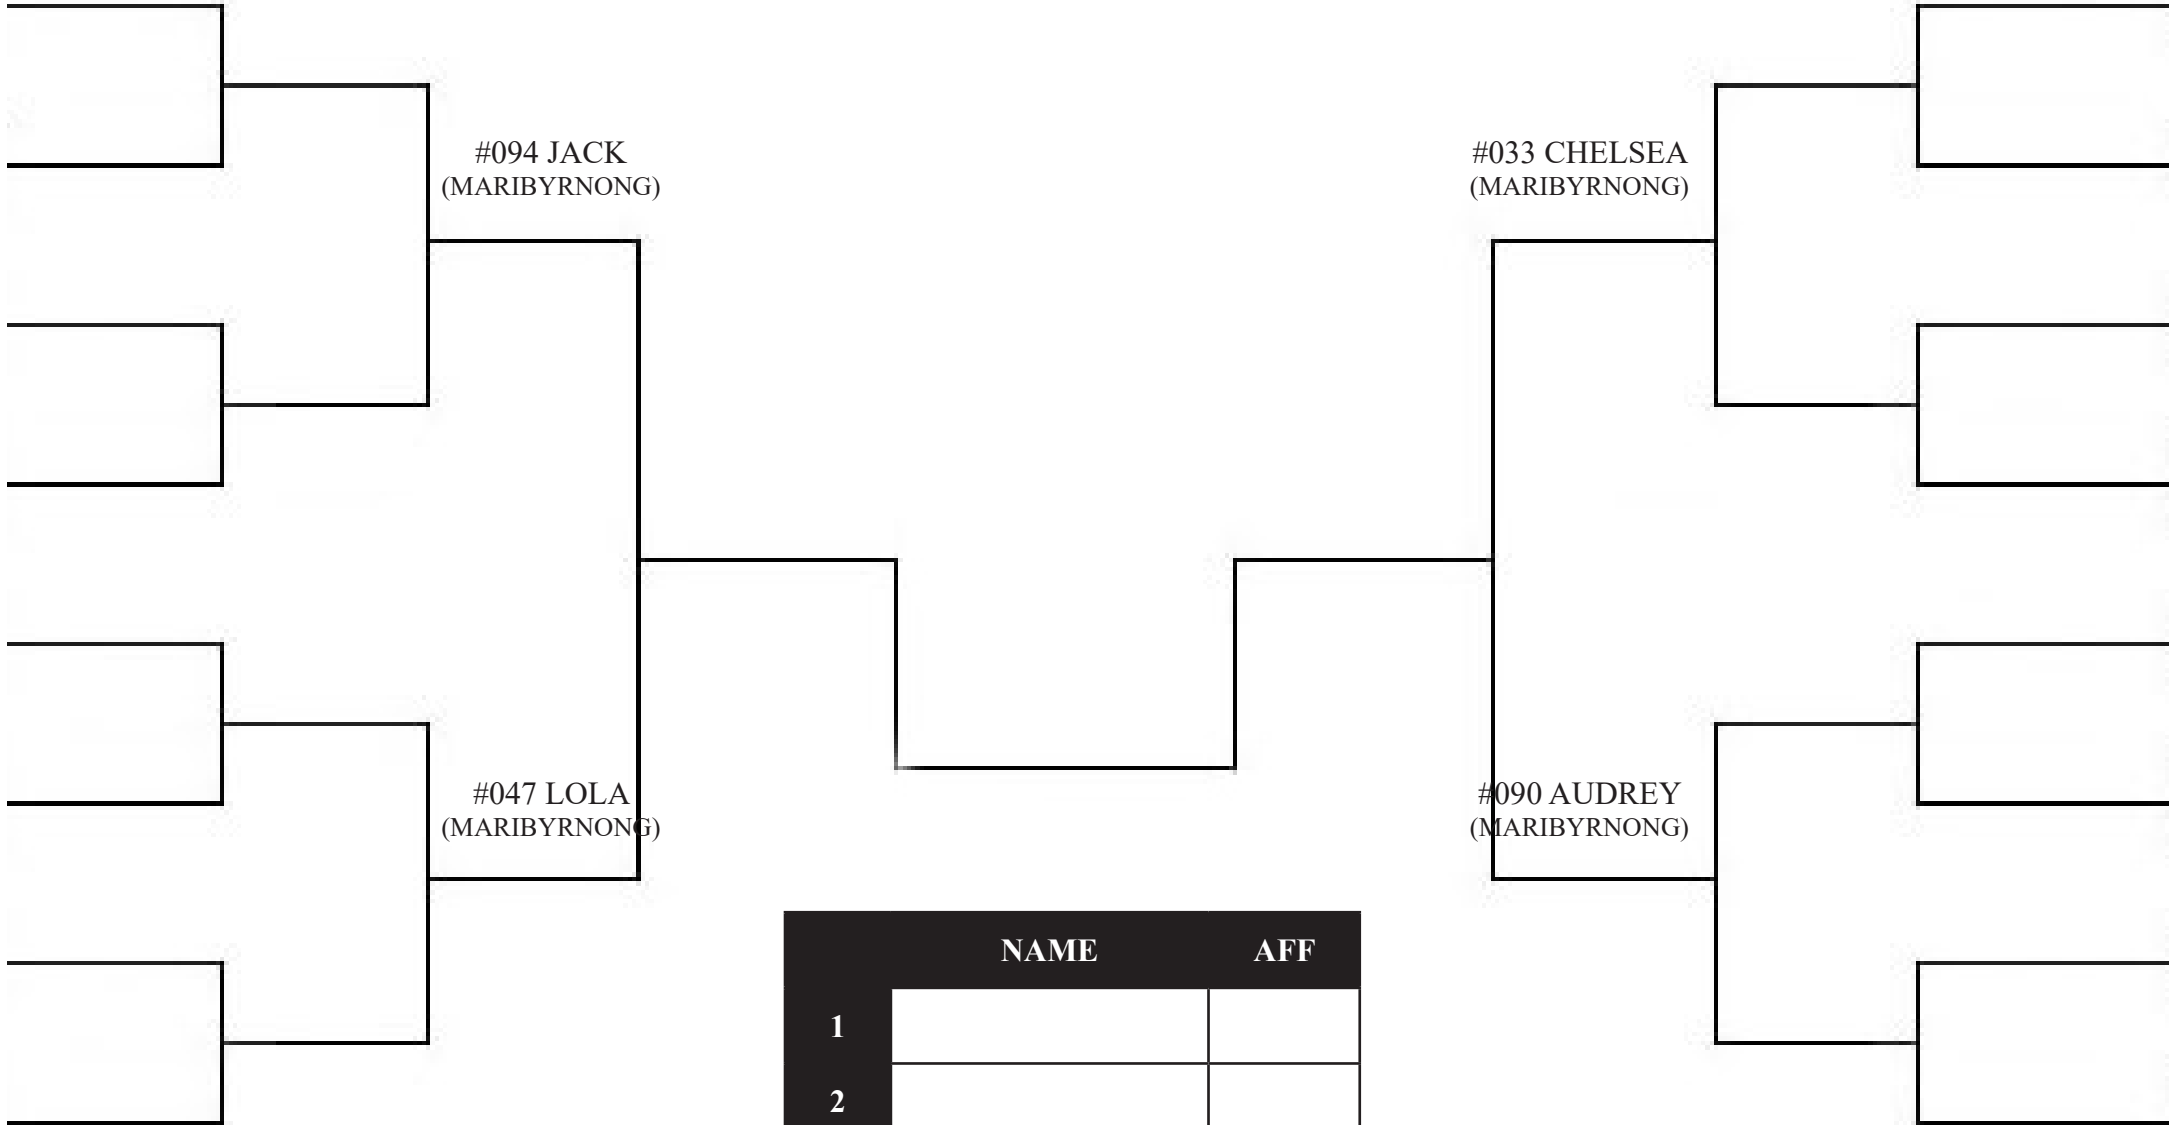 #094 JACK
(MARIBYRNONG)
#033 CHELSEA
(MARIBYRNONG)
#047 LOLA
(MARIBYRNONG)
#090 AUDREY
(MARIBYRNONG)
NAME AFF
1
2